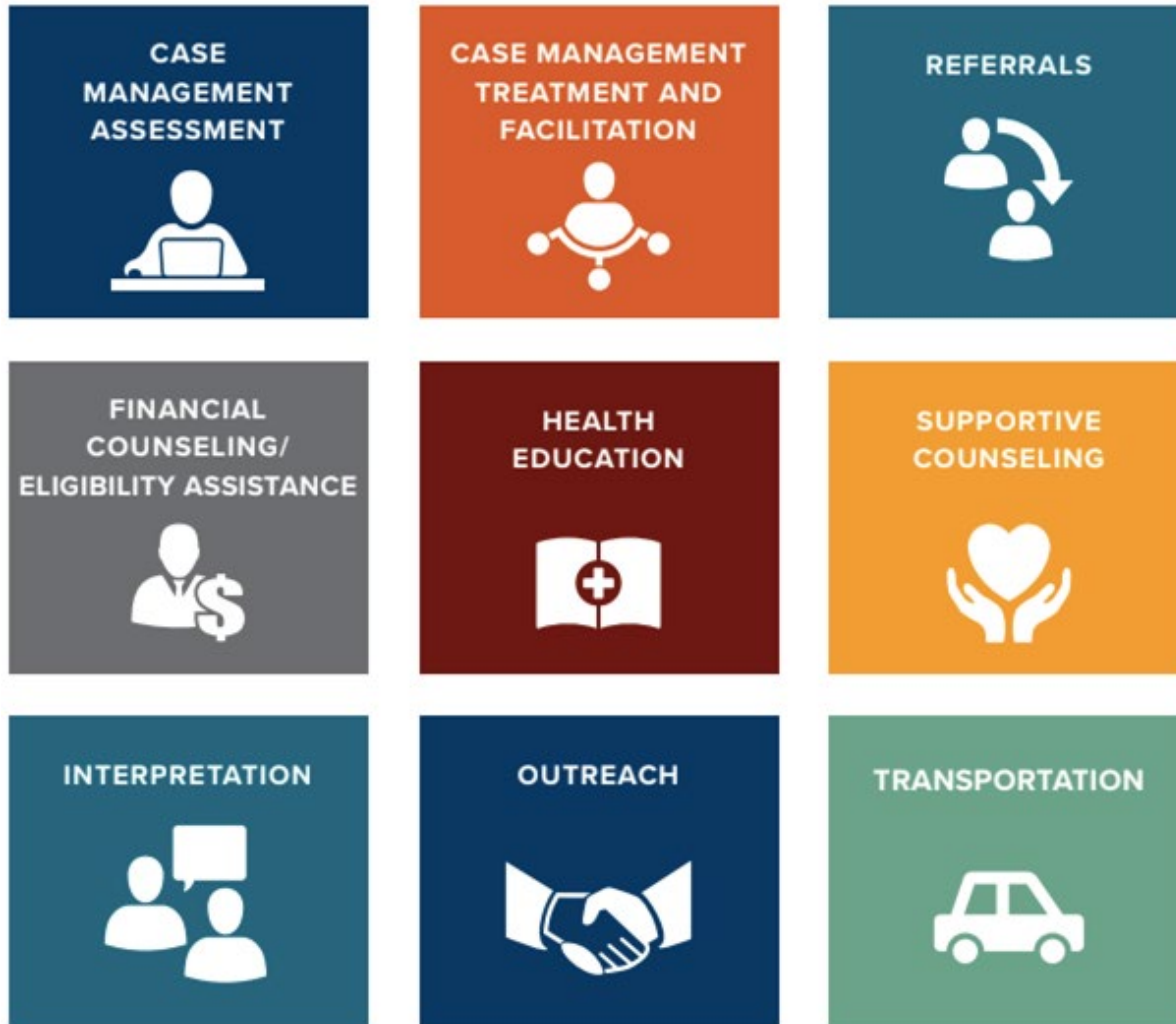 CASE
MANAGEMENT
ASSESSMENT
CASE MANAGEMENT
TREATMENT AND
FACILITATION
REFERRALS
FINANCIAL
COUNSELING/
ELIGIBILITY ASSISTANCE
$
HEALTH
EDUCATION
SUPPORTIVE
COUNSELING
INTERPRETATION
OUTREACH
TRANSPORTATION